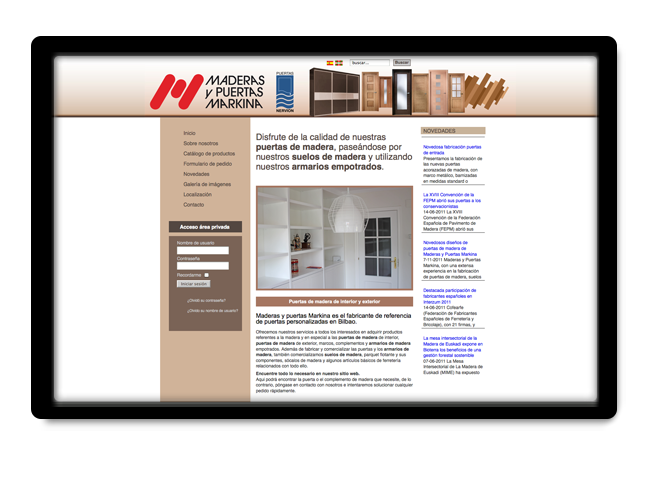 MADERAS
y PUERTAS
MARKINA
PUERTAS
NERVION
buscar...
Buscar
Inicio
Sobre nosotros
Catálogo de productos
Formulario de pedido
Novedades
Galería de imágenes
Localización
Contacto
Acceso área privada
Nombre de usuario
Contraseña
Recordarme
Iniciar sesión
¿Olvidó su contraseña?
¿Olvidó su nombre de usuario?
Disfrute de la calidad de nuestras
puertas de madera, paseándose por
nuestros suelos de madera y utilizando
nuestros armarios empotrados.
Puertas de madera de interior y exterior
Maderas y puertas Markina es el fabricante de referencia
de puertas personalizadas en Bilbao.
Ofrecemos nuestros servicios a todos los interesados en adquirir productos
referentes a la madera y en especial a las puertas de madera de interior,
puertas de madera de exterior, marcos, complementos y armarios de madera
empotrados. Además de fabricar y comercializar las puertas y los armarios de
madera, también comercializamos suelos de madera, parquet flotante y sus
componentes, zócalos de madera y algunos artículos básicos de ferretería
relacionados con todo ello.
Encuentre todo lo necesario en nuestro sitio web.
Aquí podrá encontrar la puerta o el complemento de madera que necesite, de lo
contrario, póngase en contacto con nosotros e intentaremos solucionar cualquier
pedido rápidamente.
NOVEDADES
Novedosa fabricación puertas
de entrada
Presentamos la fabricación de
las nuevas puertas
acorazadas de madera, con
marco metálico, barnizadas
en medidas standard o
La XVIII Convención de la
FEPM abrió sus puertas a los
conservacionistas
14-06-2011 La XVIII
Convención de la Federación
Española de Pavimento de
Madera (FEPM) abrió sus
Novedosos diseños de
puertas de madera de
Maderas y Puertas Markina
7-11-2011 Maderas y Puertas
Markina, con una extensa
experiencia en la fabricación
de puertas de madera, suelos
Destacada participación de
fabricantes españoles en
Interzum 2011
14-06-2011 Cofearfe
(Federación de Fabricantes
Españoles de Ferretería y
Bricolaje), con 21 firmas, y
La mesa intersectorial de la
Madera de Euskadi expone en
Bioterra los beneficios de una
gestión forestal sostenible
07-06-2011 La Mesa
Intersectorial de La Madera de
Euskadi (MIME) ha expuesto